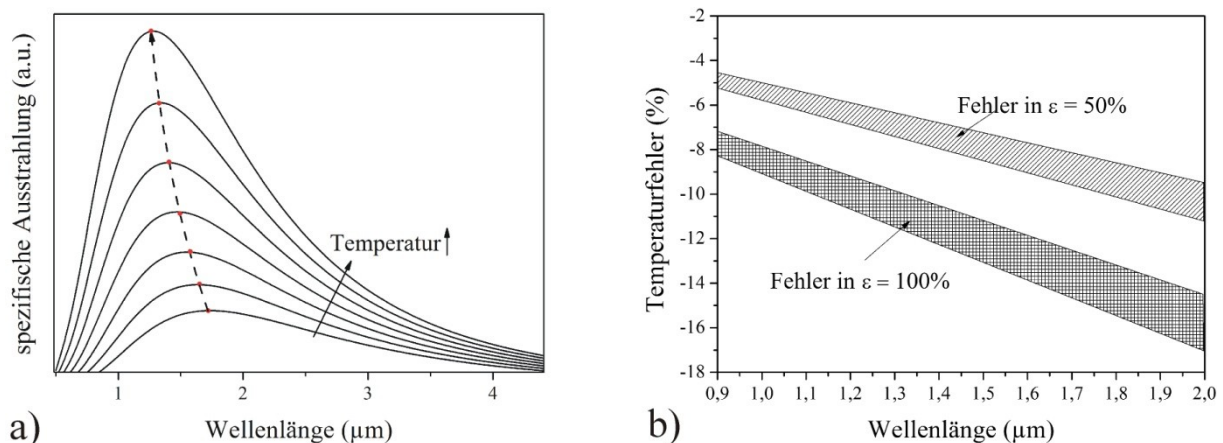 spezifische Ausstrahlung (a.u.)
Temperatur
1
2
3
4
Wellenlänge (µm)
a)
Temperaturfehler (%)
-2
-4
-6
-8
-10
-12
-14
-16
-18
Fehler in ε = 50%
Fehler in ε = 100%
0,9
1,0
1,1
1,2
1,3
1,4
1,5
1,6
1,7
1,8
1,9
2,0
Wellenlänge (µm)
b)